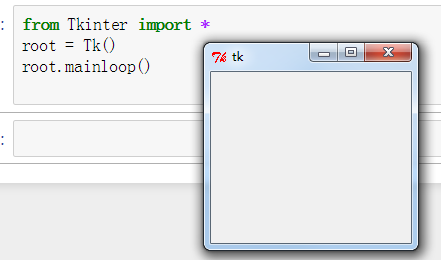 : from Tkinter import *
root = Tk()
root.mainloop()
tk
: